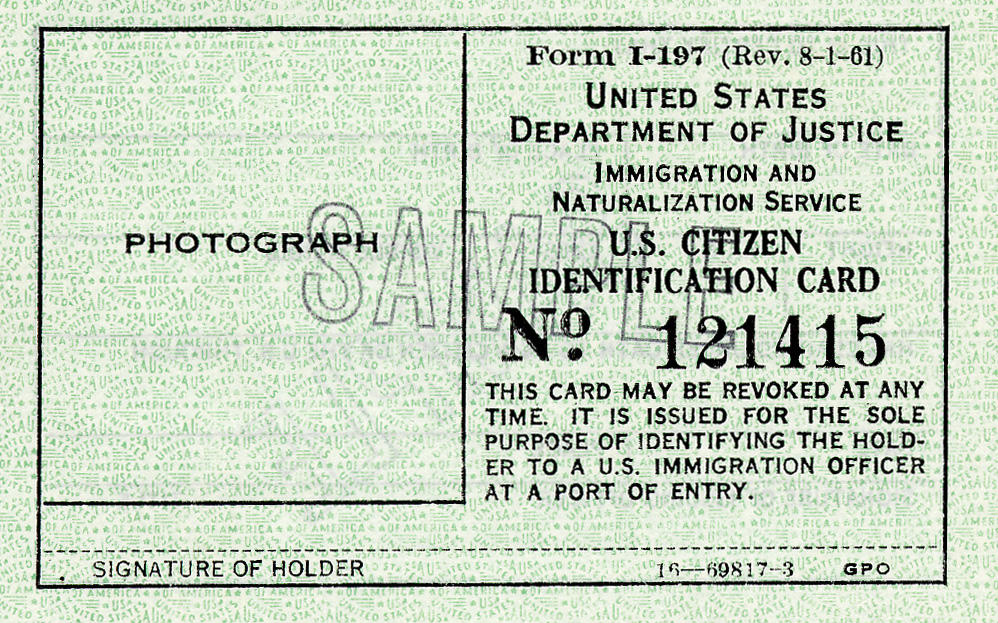 PHOTOGRAPH
SAMPLE
Form I-197 (Rev. 8-1-61)
UNITED STATES
DEPARTMENT OF JUSTICE
IMMIGRATION AND
NATURALIZATION SERVICE
U.S. CITIZEN
IDENTIFICATION CARD
No. 121415
THIS CARD MAY BE REVOKED AT ANY
TIME. IT IS ISSUED FOR THE SOLE
PURPOSE OF IDENTIFYING THE HOLD-
ER TO A U.S. IMMIGRATION OFFICER
AT A PORT OF ENTRY.
SIGNATURE OF HOLDER
16—69817-3 GPO